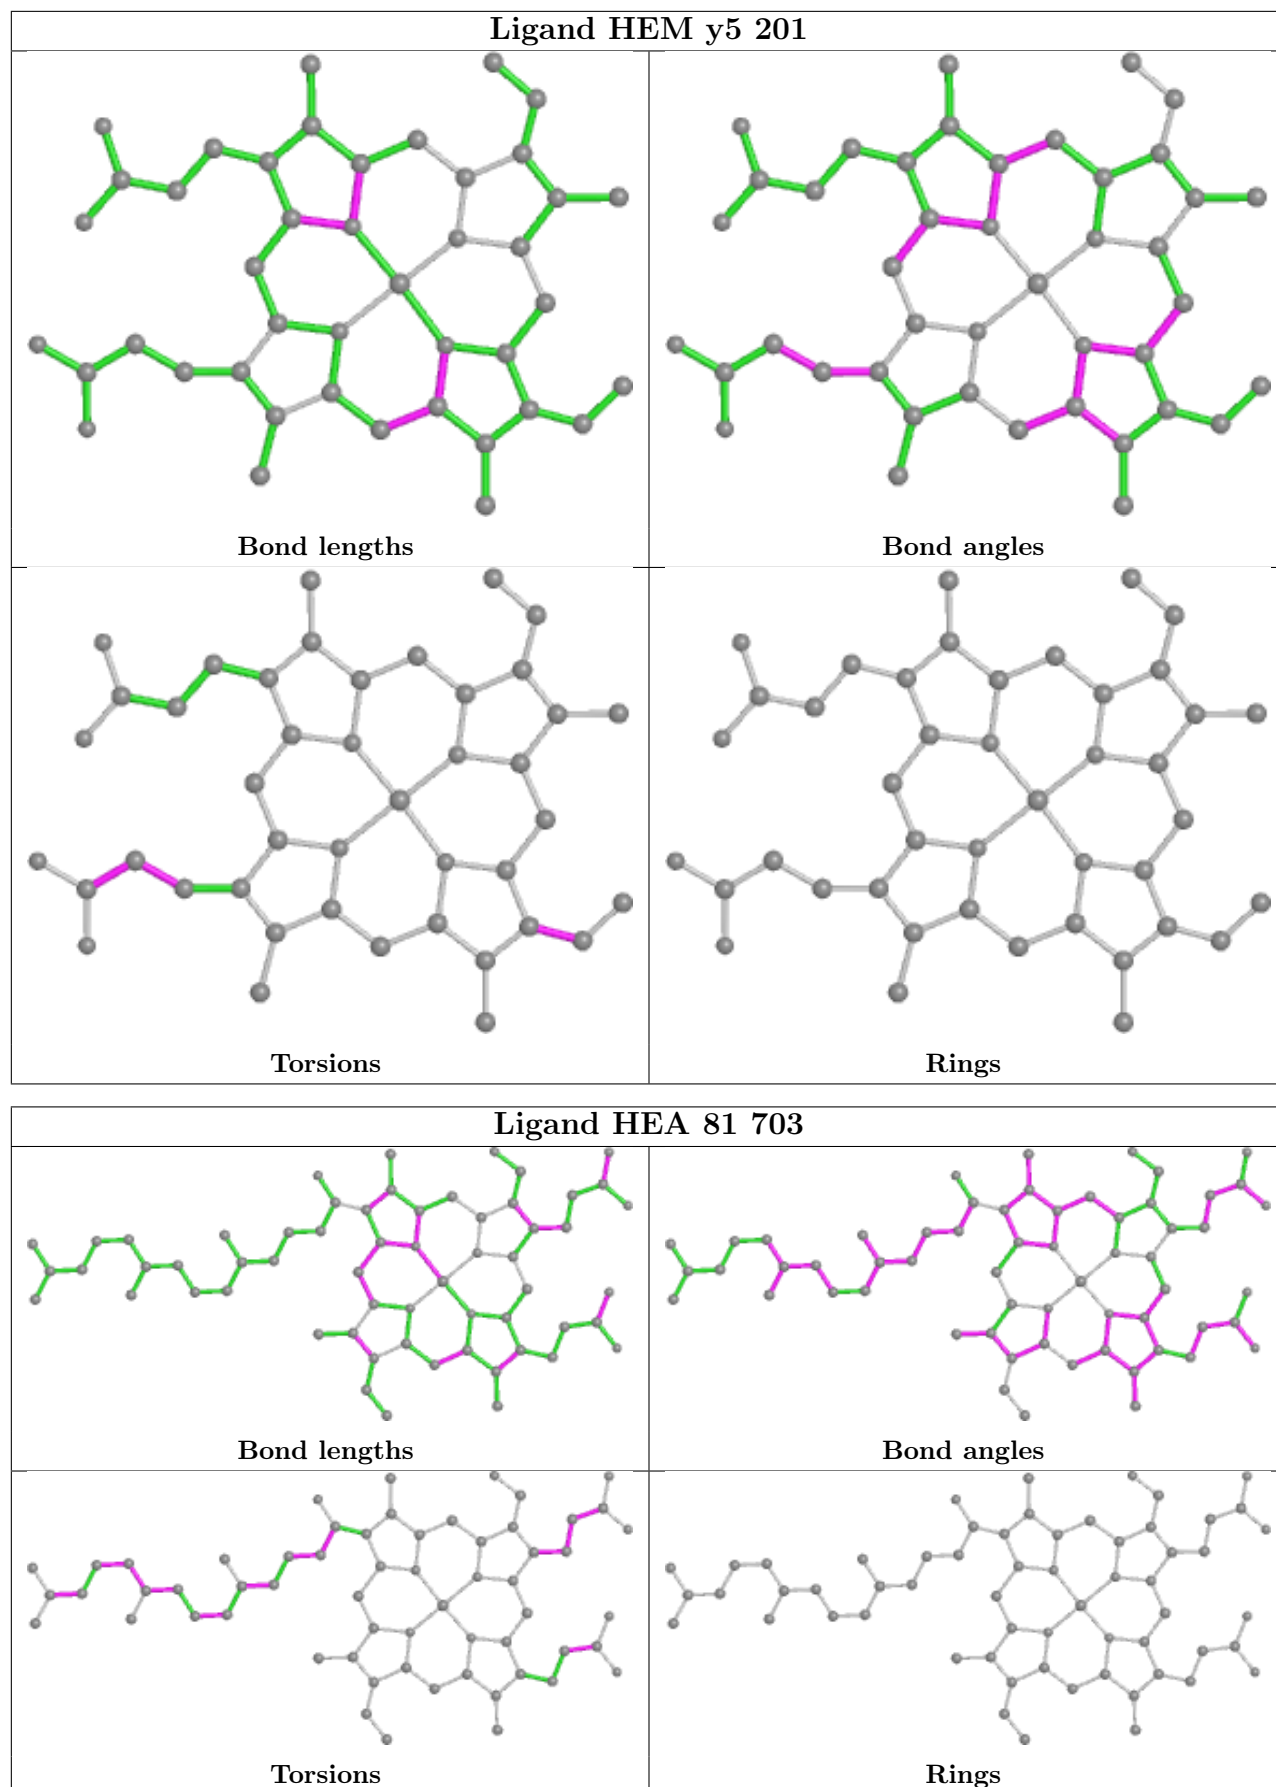 Ligand HEM y5 201
Bond lengths
Bond angles
Torsions
Rings
Ligand HEA 81 703
Bond lengths
Bond angles
Torsions
Rings